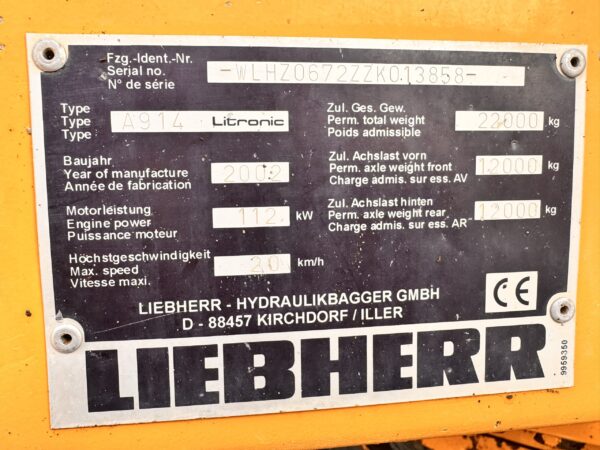 Fzg.-Ident.-Nr.
Serial no.
N° de série
-WLHZ0672ZZK013858-
Type
Type
Type
A914 Litronic
Baujahr
Year of manufacture
Année de fabrication
2002
Motorleistung
Engine power
Puissance moteur
112 kW
Höchstgeschwindigkeit
Max. speed
Vitesse maxi.
20 km/h
Zul. Ges. Gew.
Perm. total weight
Poids admissible
22000 kg
Zul. Achslast vorn
Perm. axle weight front
Charge admis. sur ess. AV
12000 kg
Zul. Achslast hinten
Perm. axle weight rear
Charge admis. sur ess. AR
12000 kg
LIEBHERR - HYDRAULIKBAGGER GMBH
D - 88457 KIRCHDORF / ILLER
CE
LIEBHERR
9959350